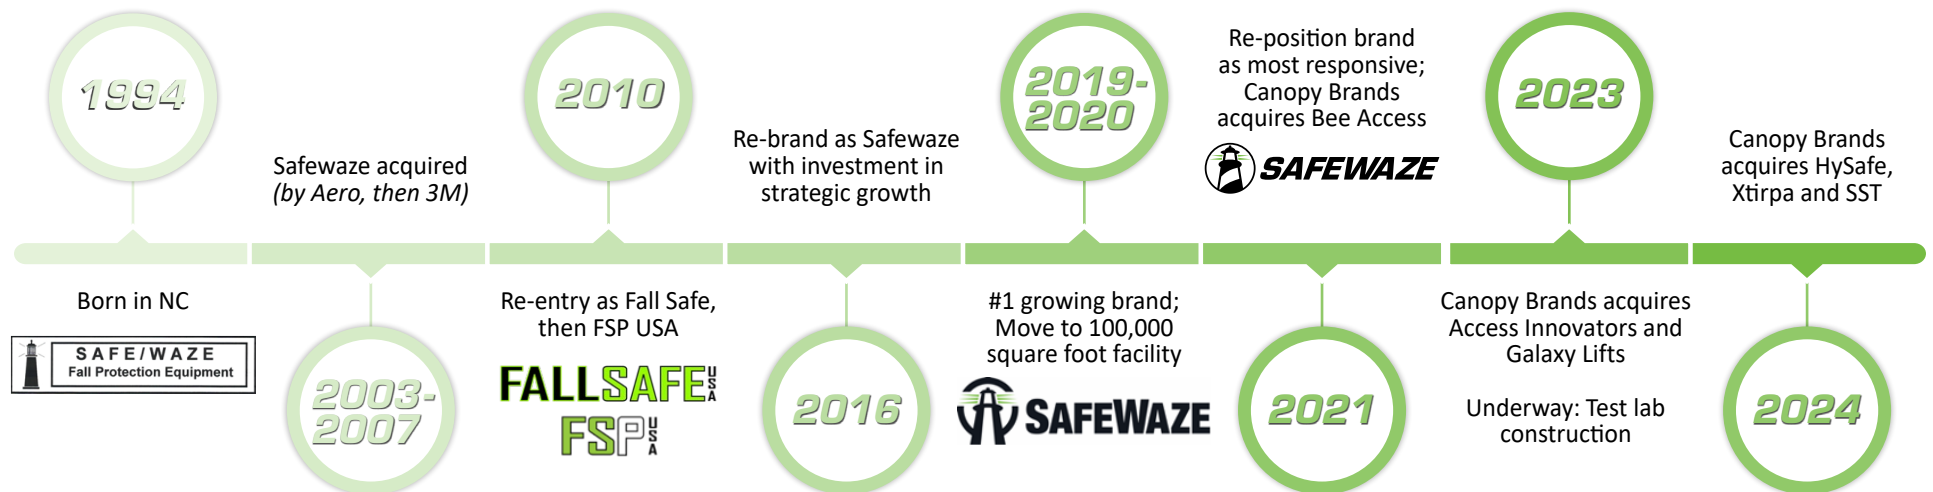 1994
Born in NC
SAFE/WAZE
Fall Protection Equipment
Safewaze acquired
(by Aero, then 3M)
2003-
2007
2010
Re-entry as Fall Safe,
then FSP USA
FALLSAFE USA
FSP USA
Re-brand as Safewaze
with investment in
strategic growth
2016
2019-
2020
#1 growing brand;
Move to 100,000
square foot facility
SAFEWAZE
Re-position brand
as most responsive;
Canopy Brands
acquires Bee Access
SAFEWAZE
2021
2023
Canopy Brands acquires
Access Innovators and
Galaxy Lifts
Underway: Test lab
construction
Canopy Brands
acquires HySafe,
Xtirpa and SST
2024